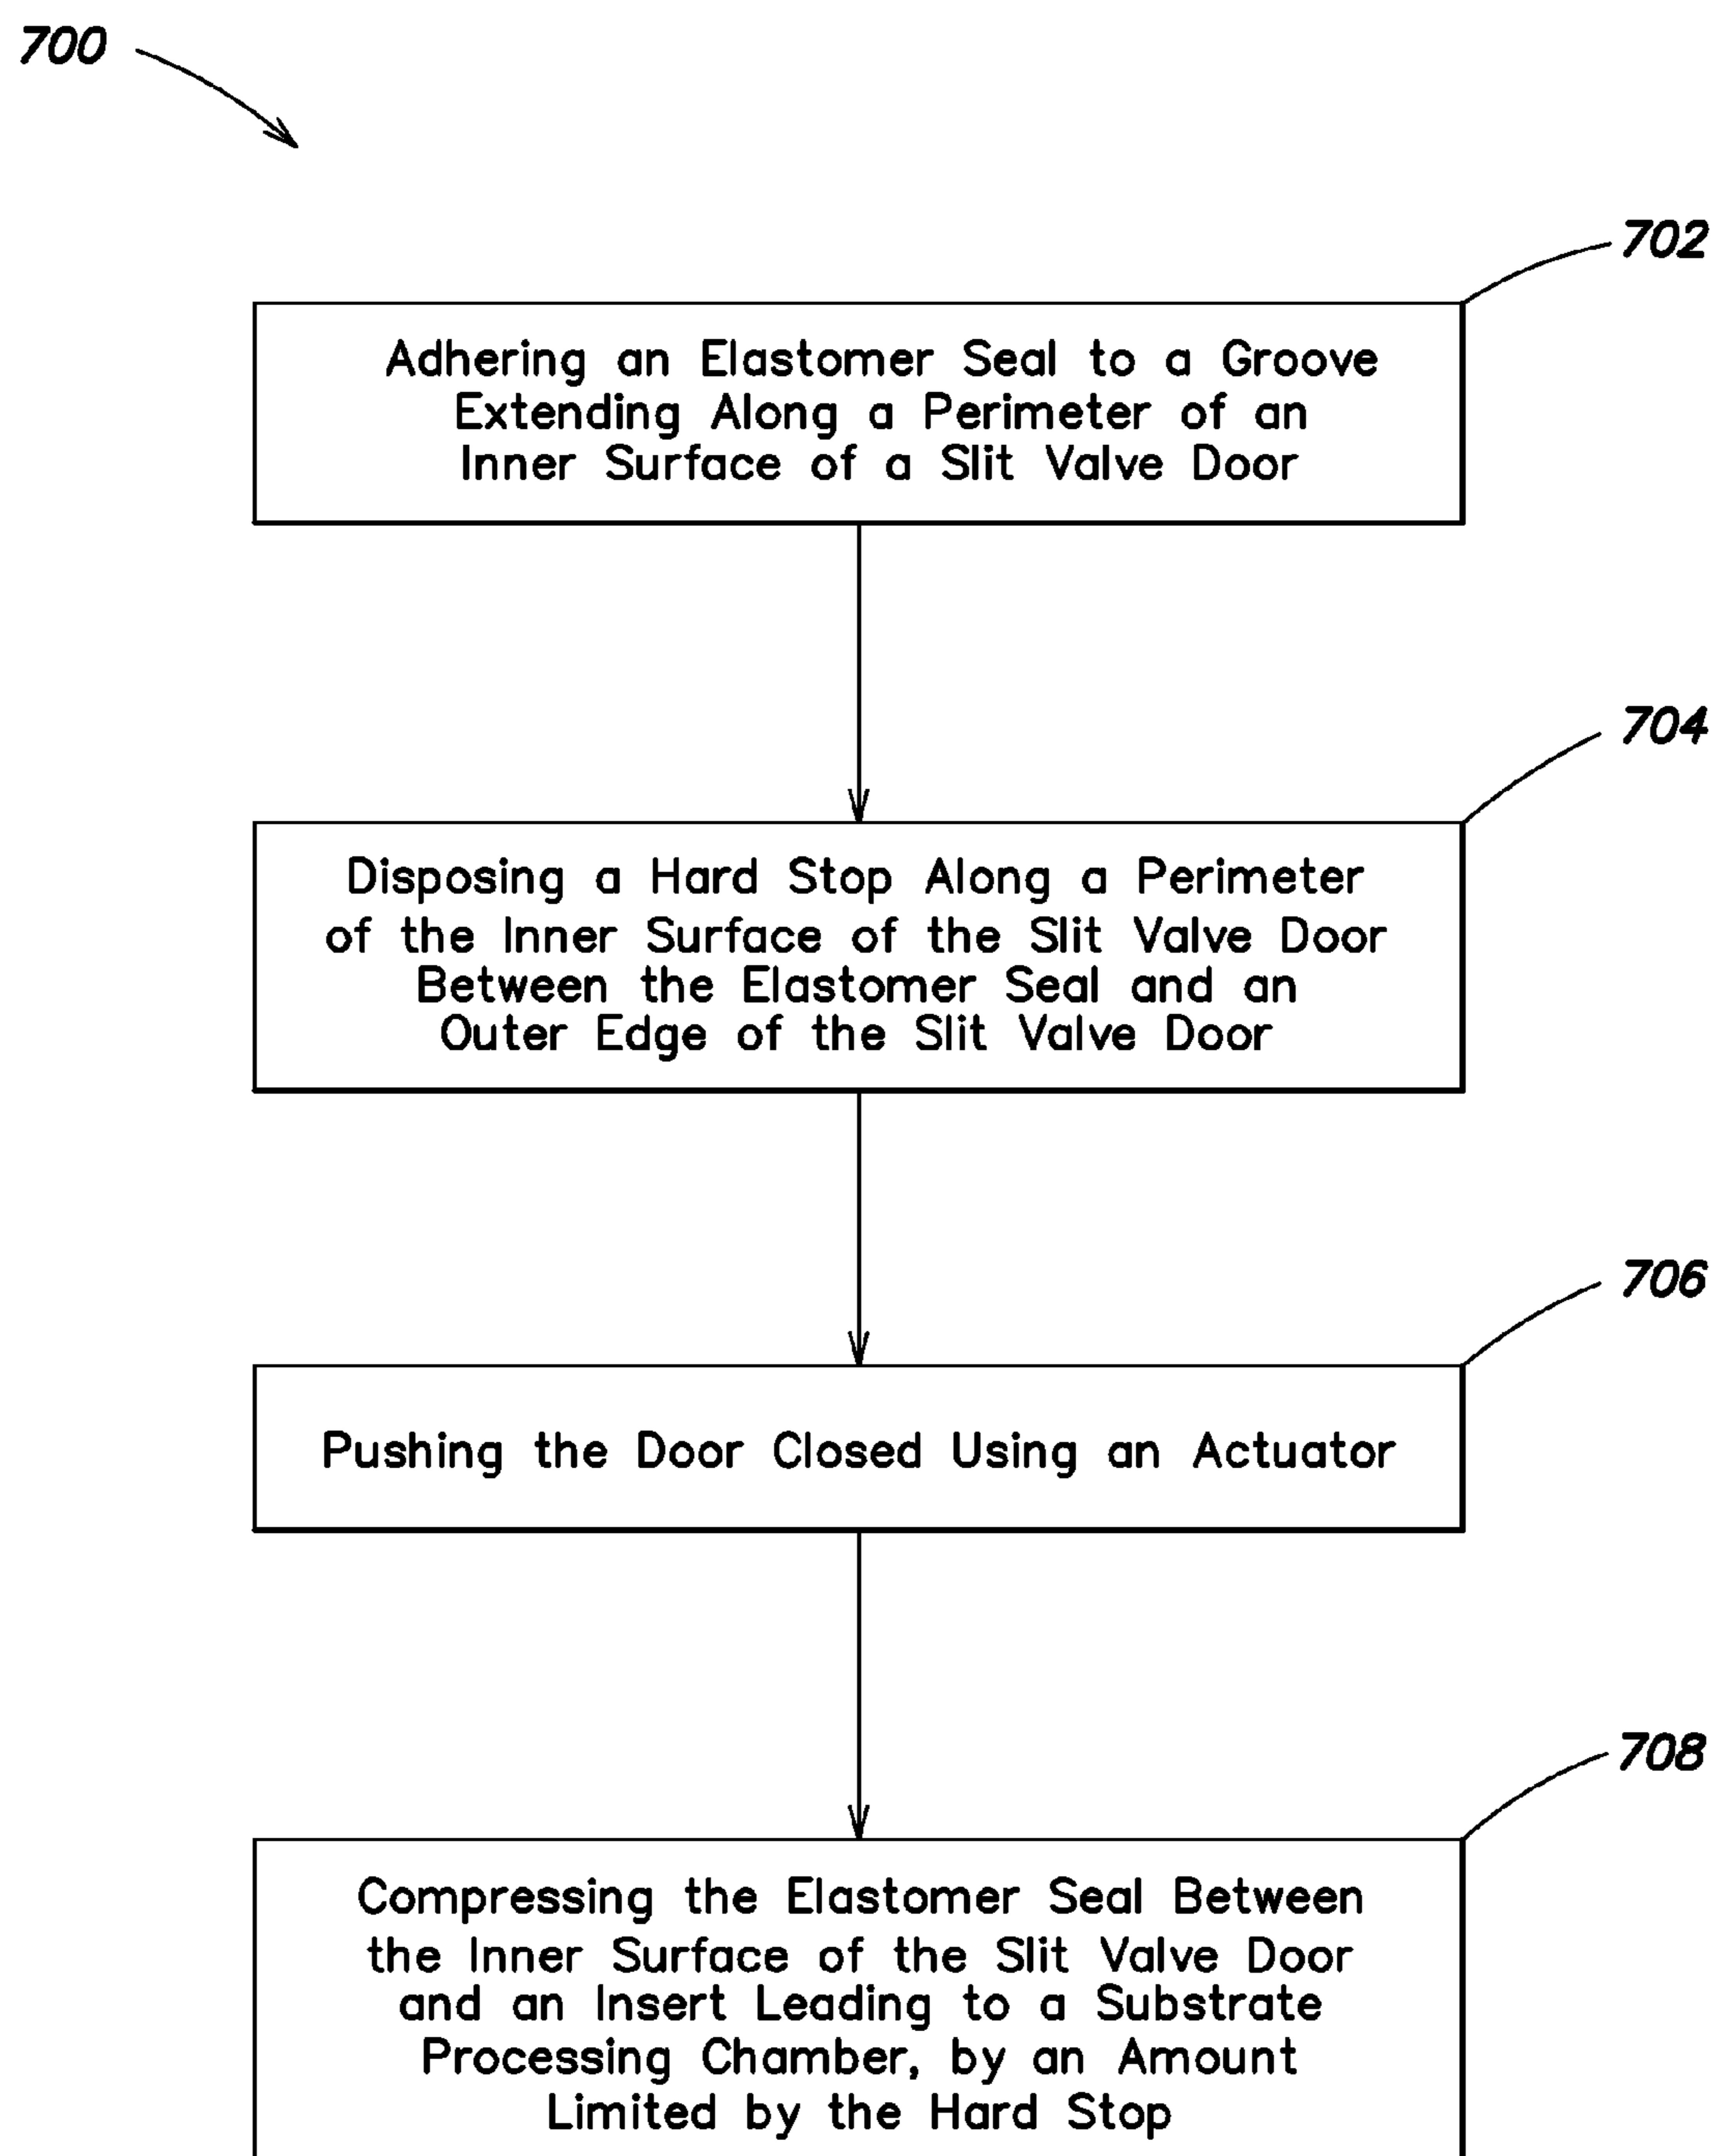 700
702
Adhering an Elastomer Seal to a Groove
Extending Along a Perimeter of an
Inner Surface of a Slit Valve Door
704
Disposing a Hard Stop Along a Perimeter
of the Inner Surface of the Slit Valve Door
Between the Elastomer Seal and an
Outer Edge of the Slit Valve Door
706
Pushing the Door Closed Using an Actuator
708
Compressing the Elastomer Seal Between
the Inner Surface of the Slit Valve Door
and an Insert Leading to a Substrate
Processing Chamber, by an Amount
Limited by the Hard Stop